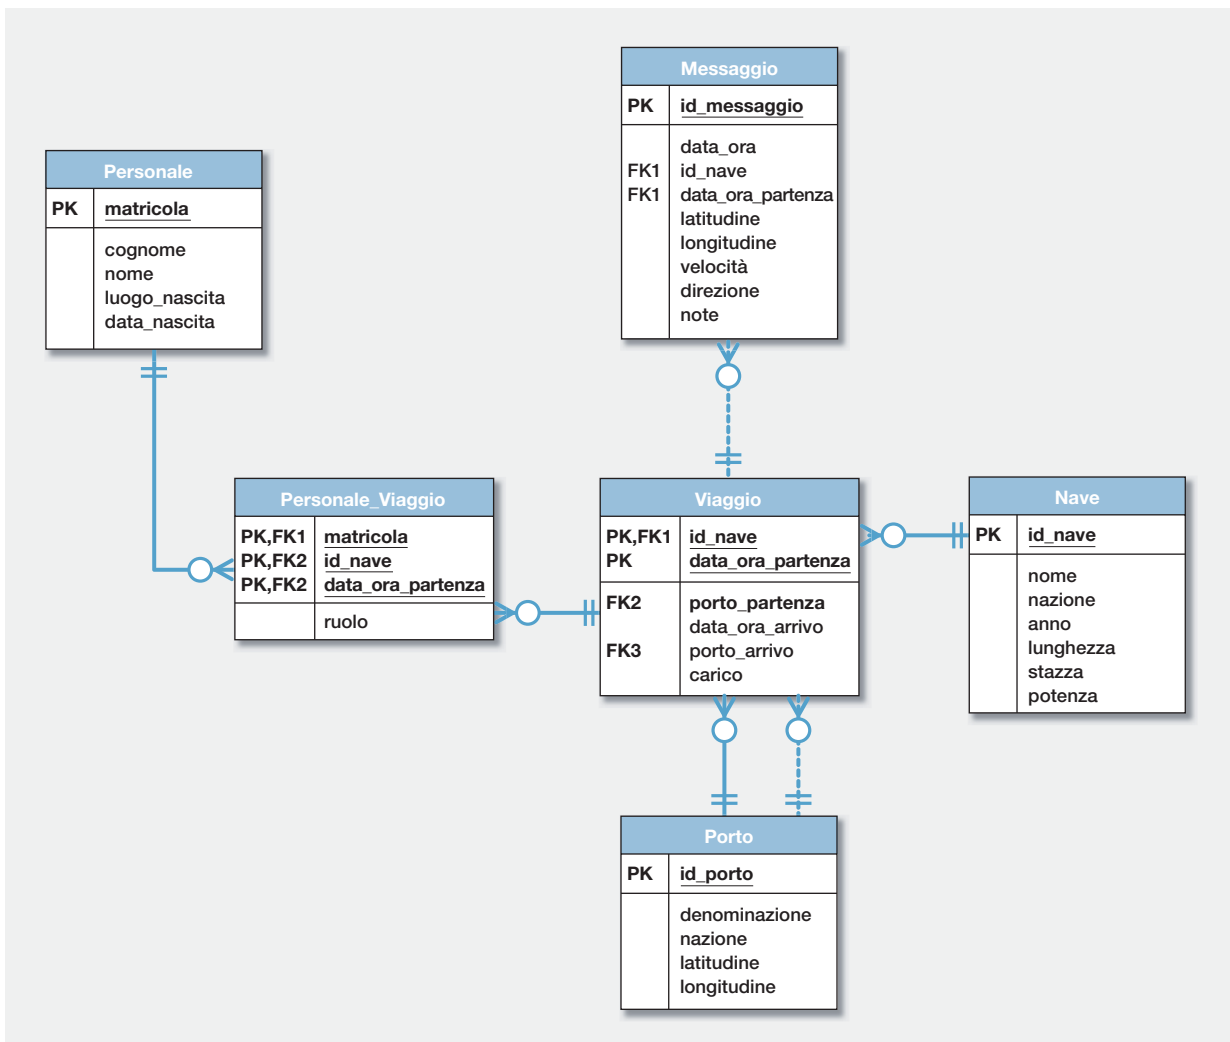 Messaggio
PK id_messaggio
data_ora
FK1 id_nave
FK1 data_ora_partenza
latitudine
longitudine
velocità
direzione
note
Personale
PK matricola
cognome
nome
luogo_nascita
data_nascita
Personale_Viaggio
PK,FK1 matricola
PK,FK2 id_nave
PK,FK2 data_ora_partenza
ruolo
Viaggio
PK,FK1 id_nave
PK data_ora_partenza
FK2 porto_partenza
data_ora_arrivo
FK3 porto_arrivo
carico
Nave
PK id_nave
nome
nazione
anno
lunghezza
stazza
potenza
Porto
PK id_porto
denominazione
nazione
latitudine
longitudine